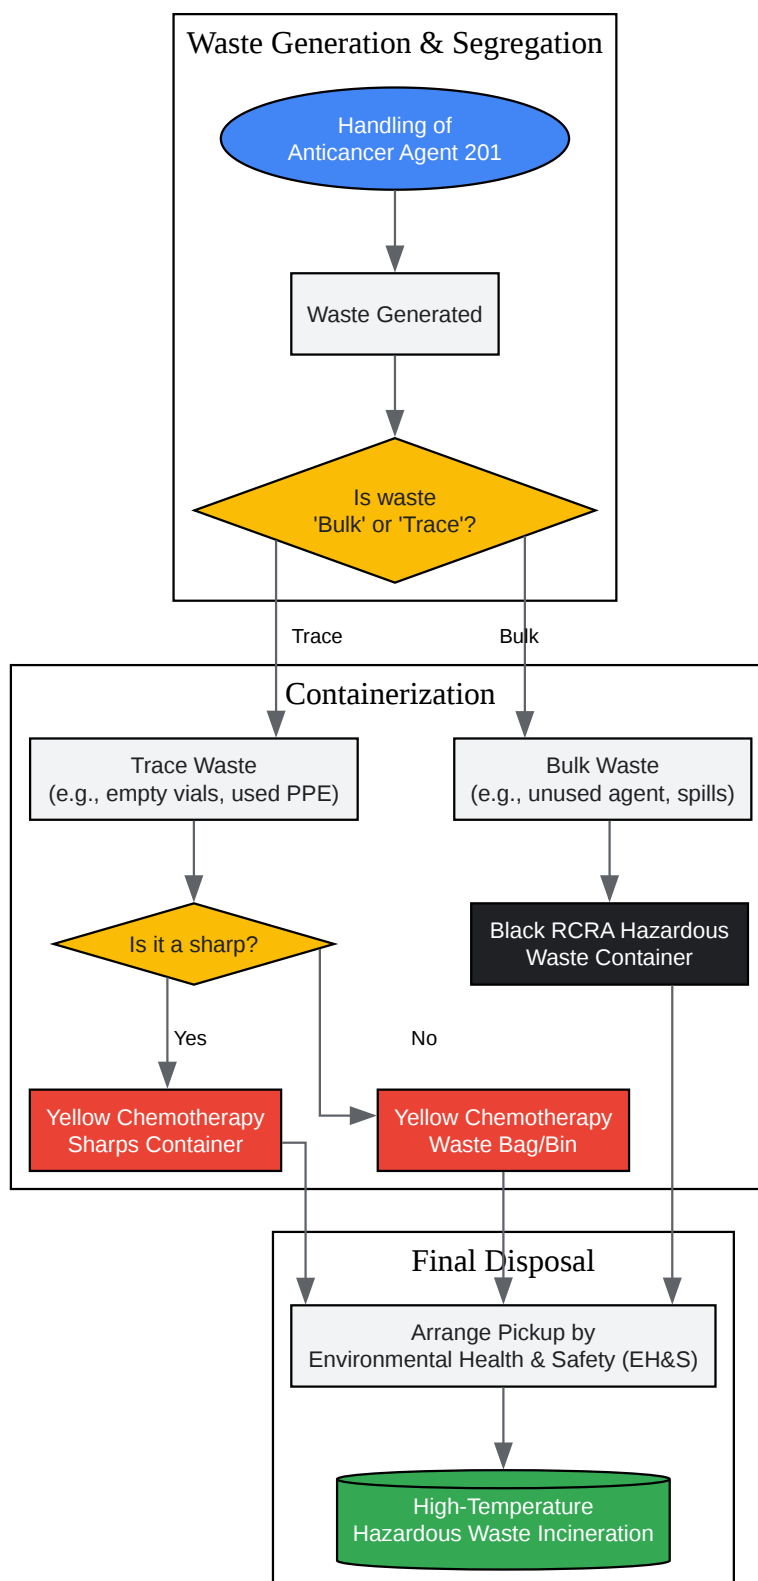 Waste Generation & Segregation
Handling of
Anticancer Agent 201
Waste Generated
Is waste
'Bulk' or 'Trace'?
Trace
Bulk
Containerization
Trace Waste
(e.g., empty vials, used PPE)
Bulk Waste
(e.g., unused agent, spills)
Is it a sharp?
Black RCRA Hazardous
Waste Container
Yes
No
Yellow Chemotherapy
Sharps Container
Yellow Chemotherapy
Waste Bag/Bin
Final Disposal
Arrange Pickup by
Environmental Health & Safety (EH&S)
High-Temperature
Hazardous Waste Incineration